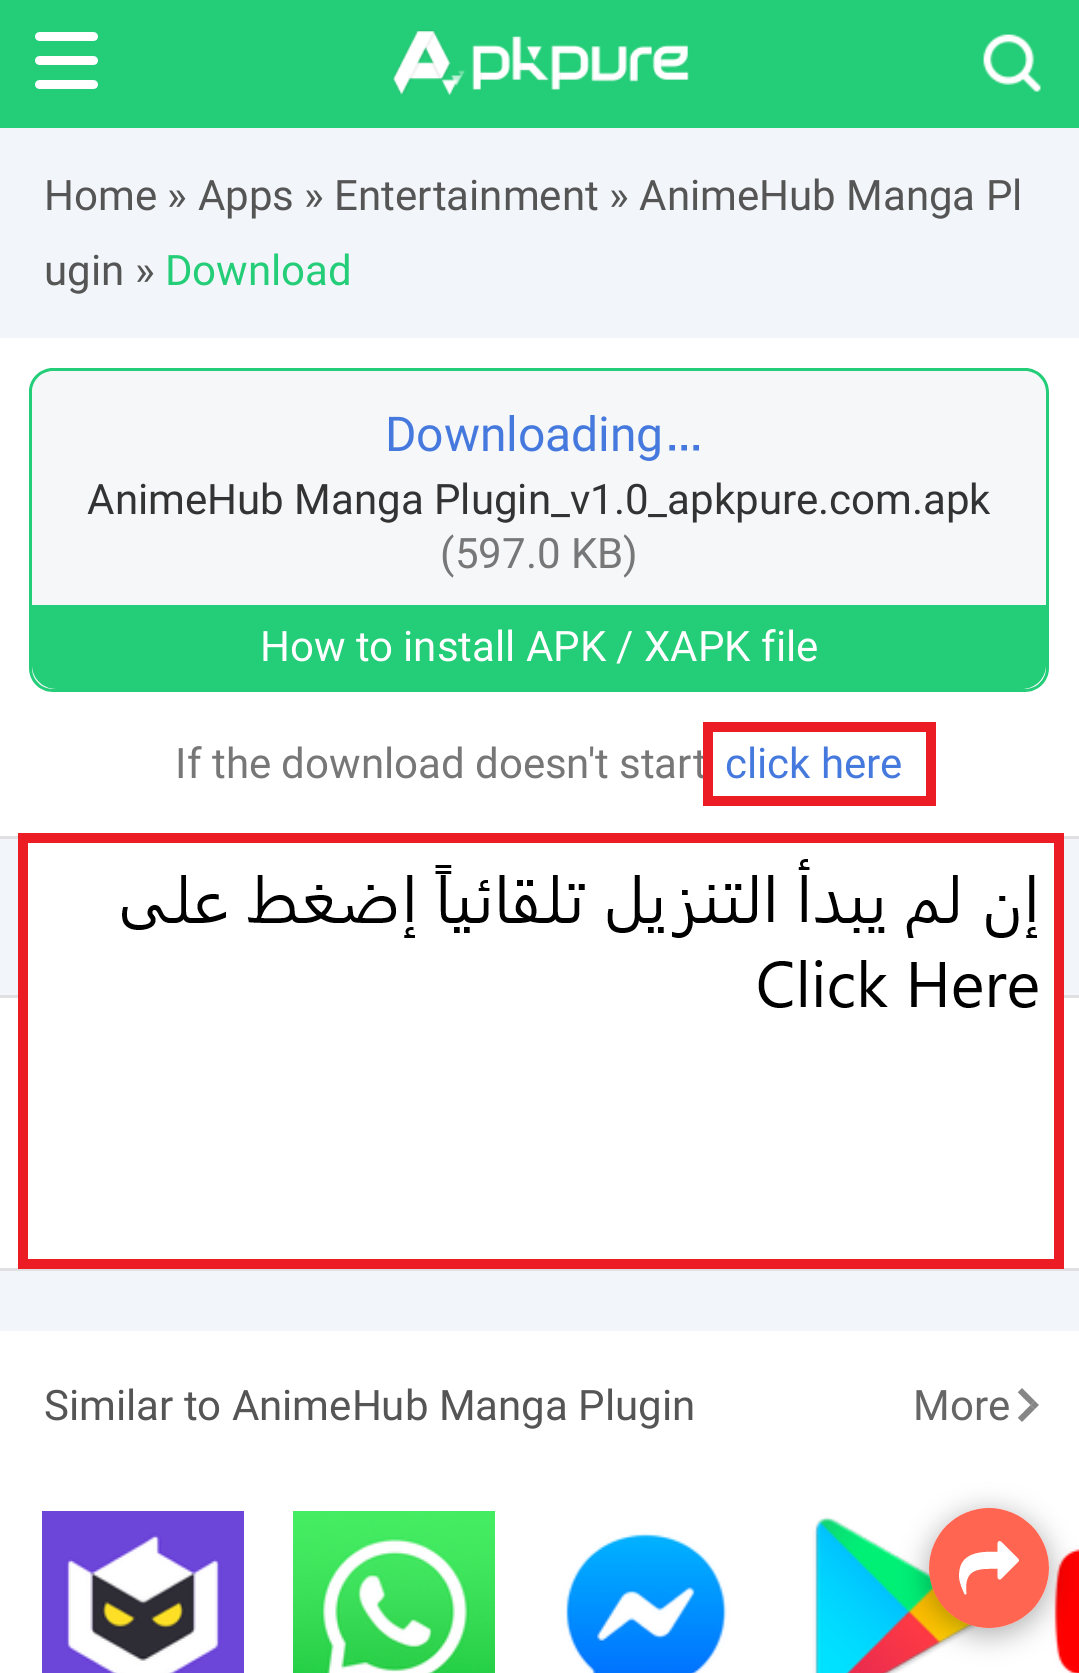 Apkpure
Home » Apps » Entertainment » AnimeHub Manga Pl
ugin » Download
Downloading...
AnimeHub Manga Plugin_v1.0_apkpure.com.apk
(597.0 KB)
How to install APK / XAPK file
If the download doesn't start click here
إن لم يبدأ التنزيل تلقائياً إضغط على
Click Here
Similar to AnimeHub Manga Plugin
More